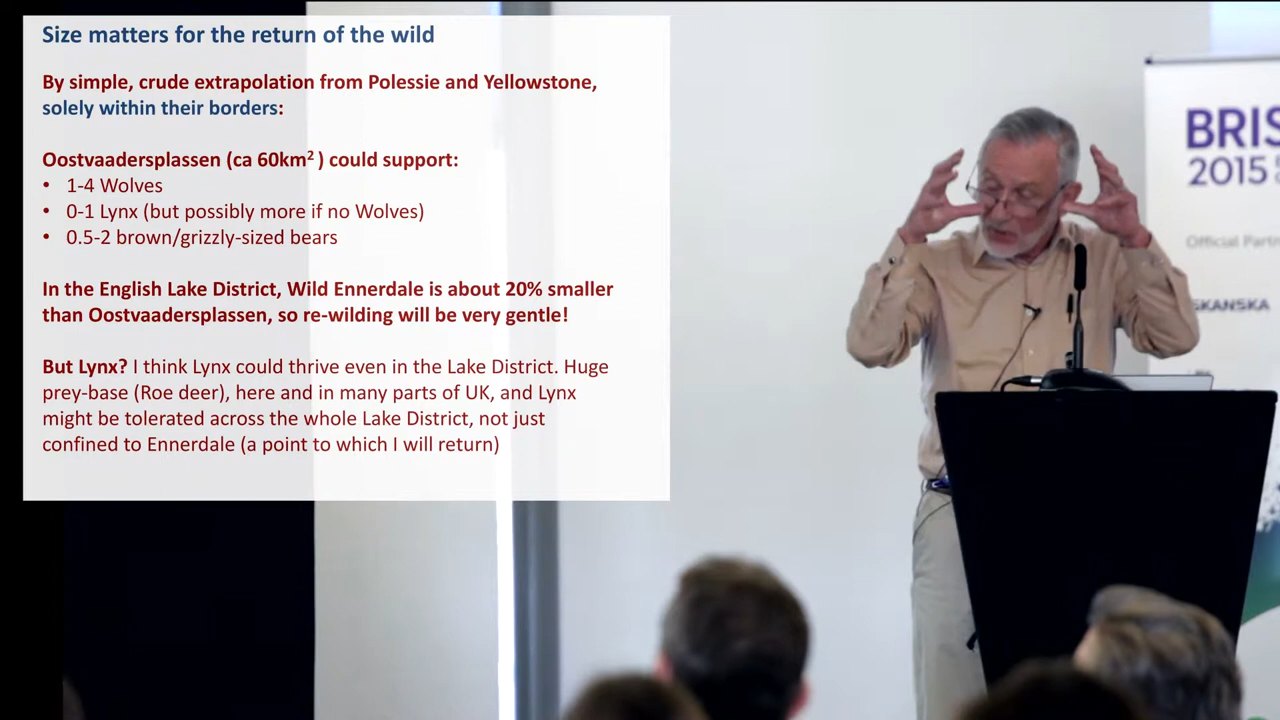 Size matters for the return of the wild
By simple, crude extrapolation from Polessie and Yellowstone,
solely within their borders:
Oostvaadersplassen (ca 60km² ) could support:
• 1-4 Wolves
• 0-1 Lynx (but possibly more if no Wolves)
• 0.5-2 brown/grizzly-sized bears
In the English Lake District, Wild Ennerdale is about 20% smaller
than Oostvaadersplassen, so re-wilding will be very gentle!
But Lynx? I think Lynx could thrive even in the Lake District. Huge
prey-base (Roe deer), here and in many parts of UK, and Lynx
might be tolerated across the whole Lake District, not just
confined to Ennerdale (a point to which I will return)
BRIS
2015
Official Partn
SKANSKA